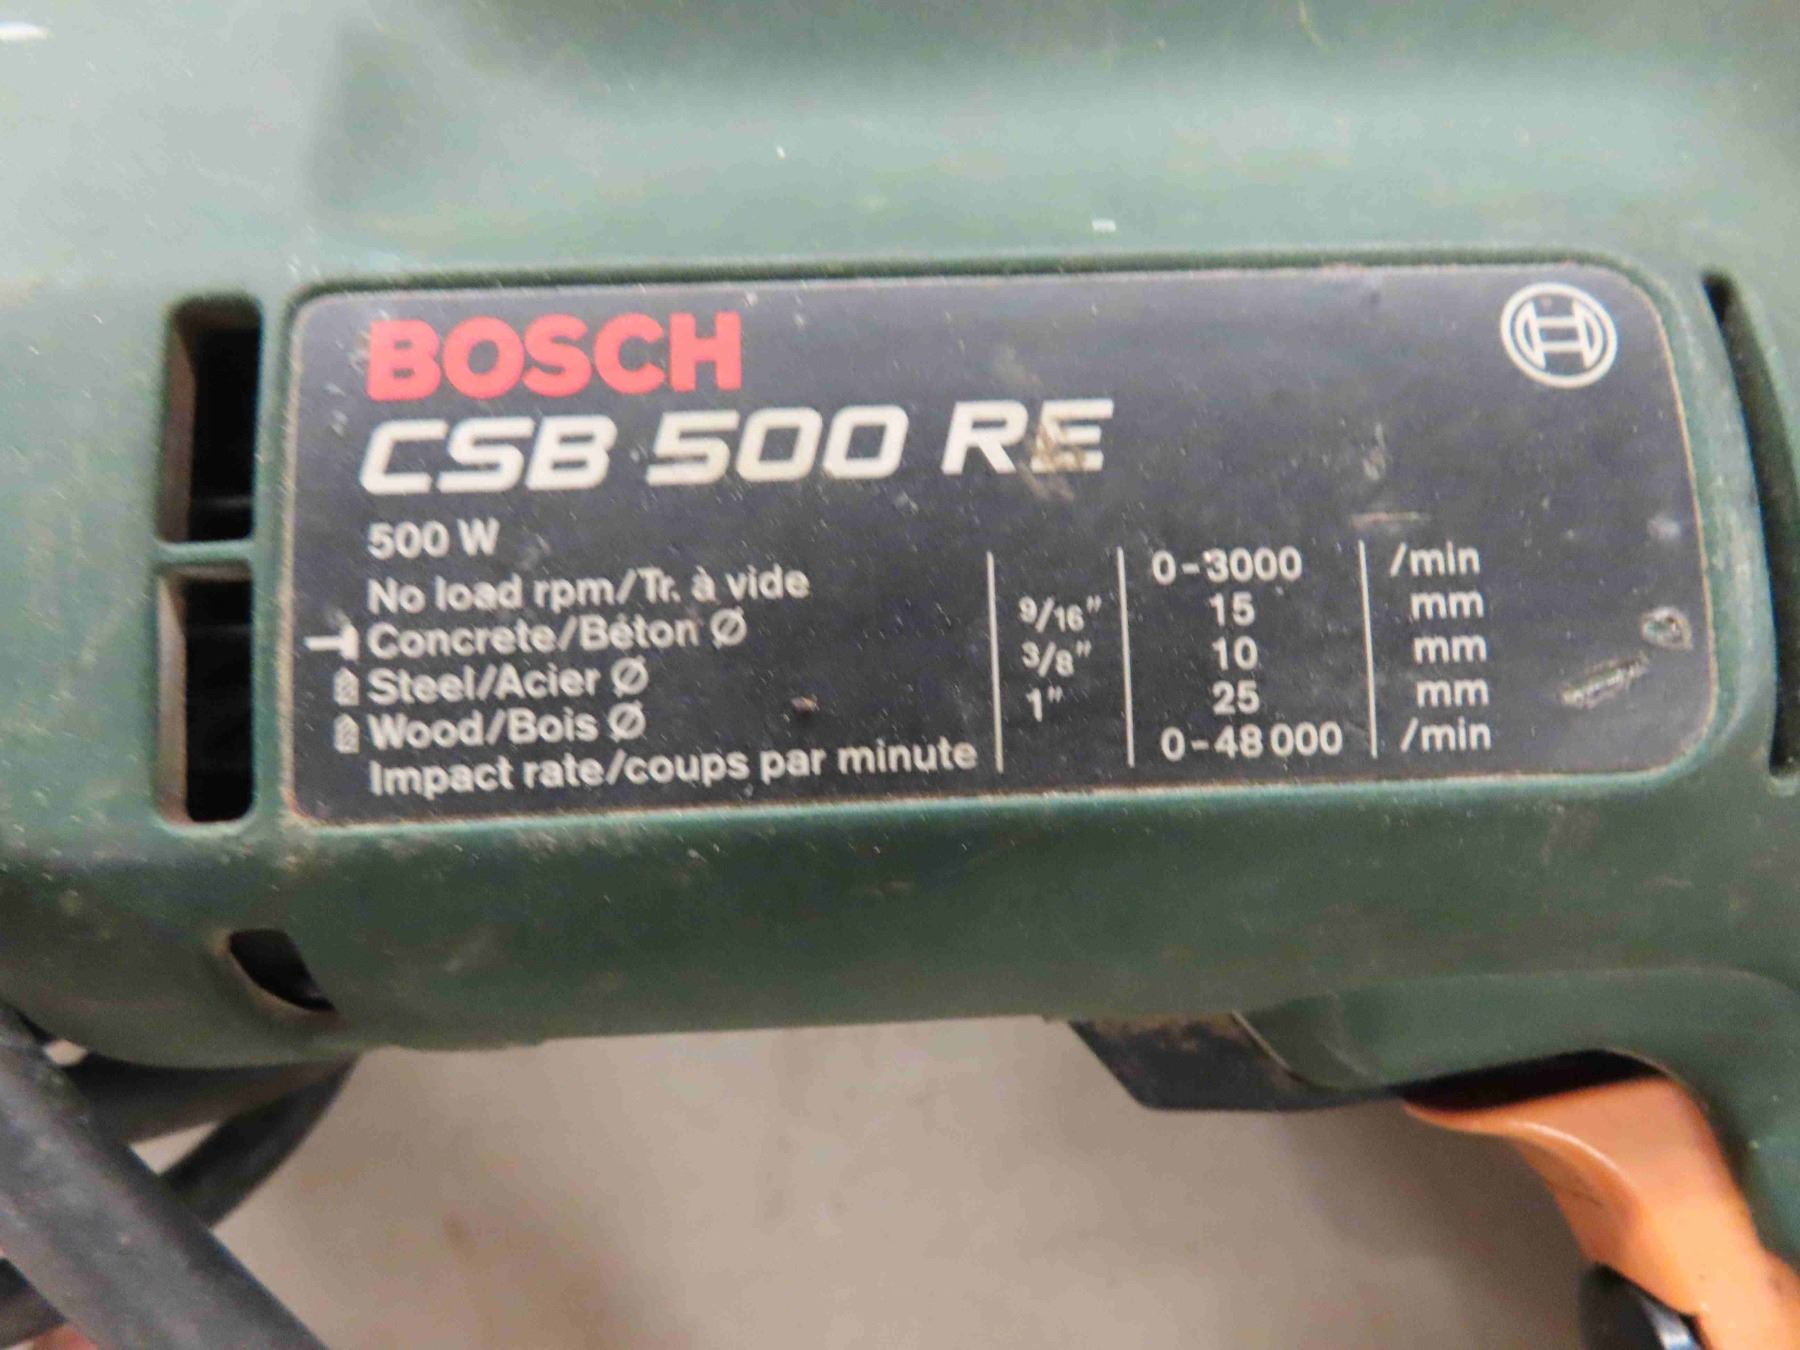 BOSCH
CSB 500 RE
500 W
No load rpm/Tr. à vide 0-3000 /min
Concrete/Béton Ø 9/16" 15 mm
Steel/Acier Ø 3/8" 10 mm
Wood/Bois Ø 1" 25 mm
Impact rate/coups par minute 0-48 000 /min